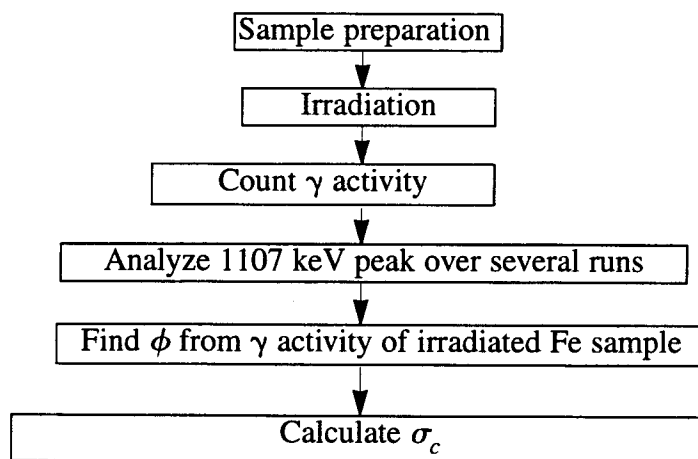 Sample preparation
Irradiation
Count γ activity
Analyze 1107 keV peak over several runs
Find ϕ from γ activity of irradiated Fe sample
Calculate σc